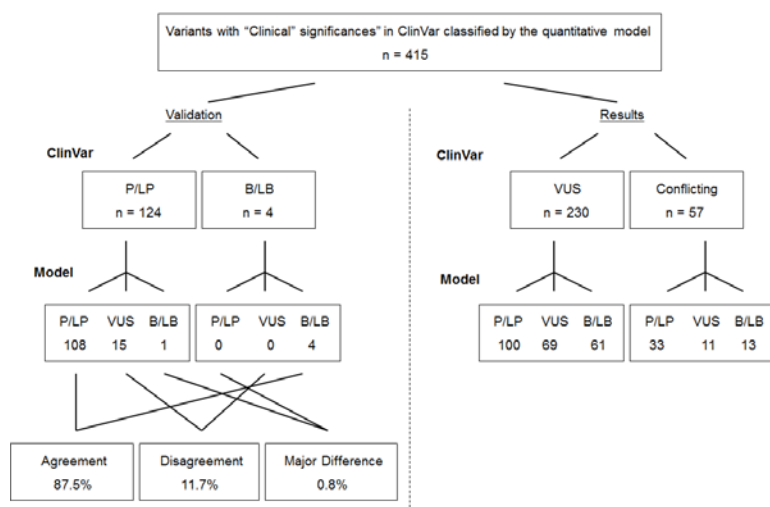 Variants with “Clinical” significances” in ClinVar classified by the quantitative model
n = 415
Validation
Results
ClinVar
ClinVar
P/LP
n = 124
B/LB
n = 4
VUS
n = 230
Conflicting
n = 57
Model
Model
P/LP VUS B/LB
108 15 1
P/LP VUS B/LB
0 0 4
P/LP VUS B/LB
100 69 61
P/LP VUS B/LB
33 11 13
Agreement
87.5%
Disagreement
11.7%
Major Difference
0.8%